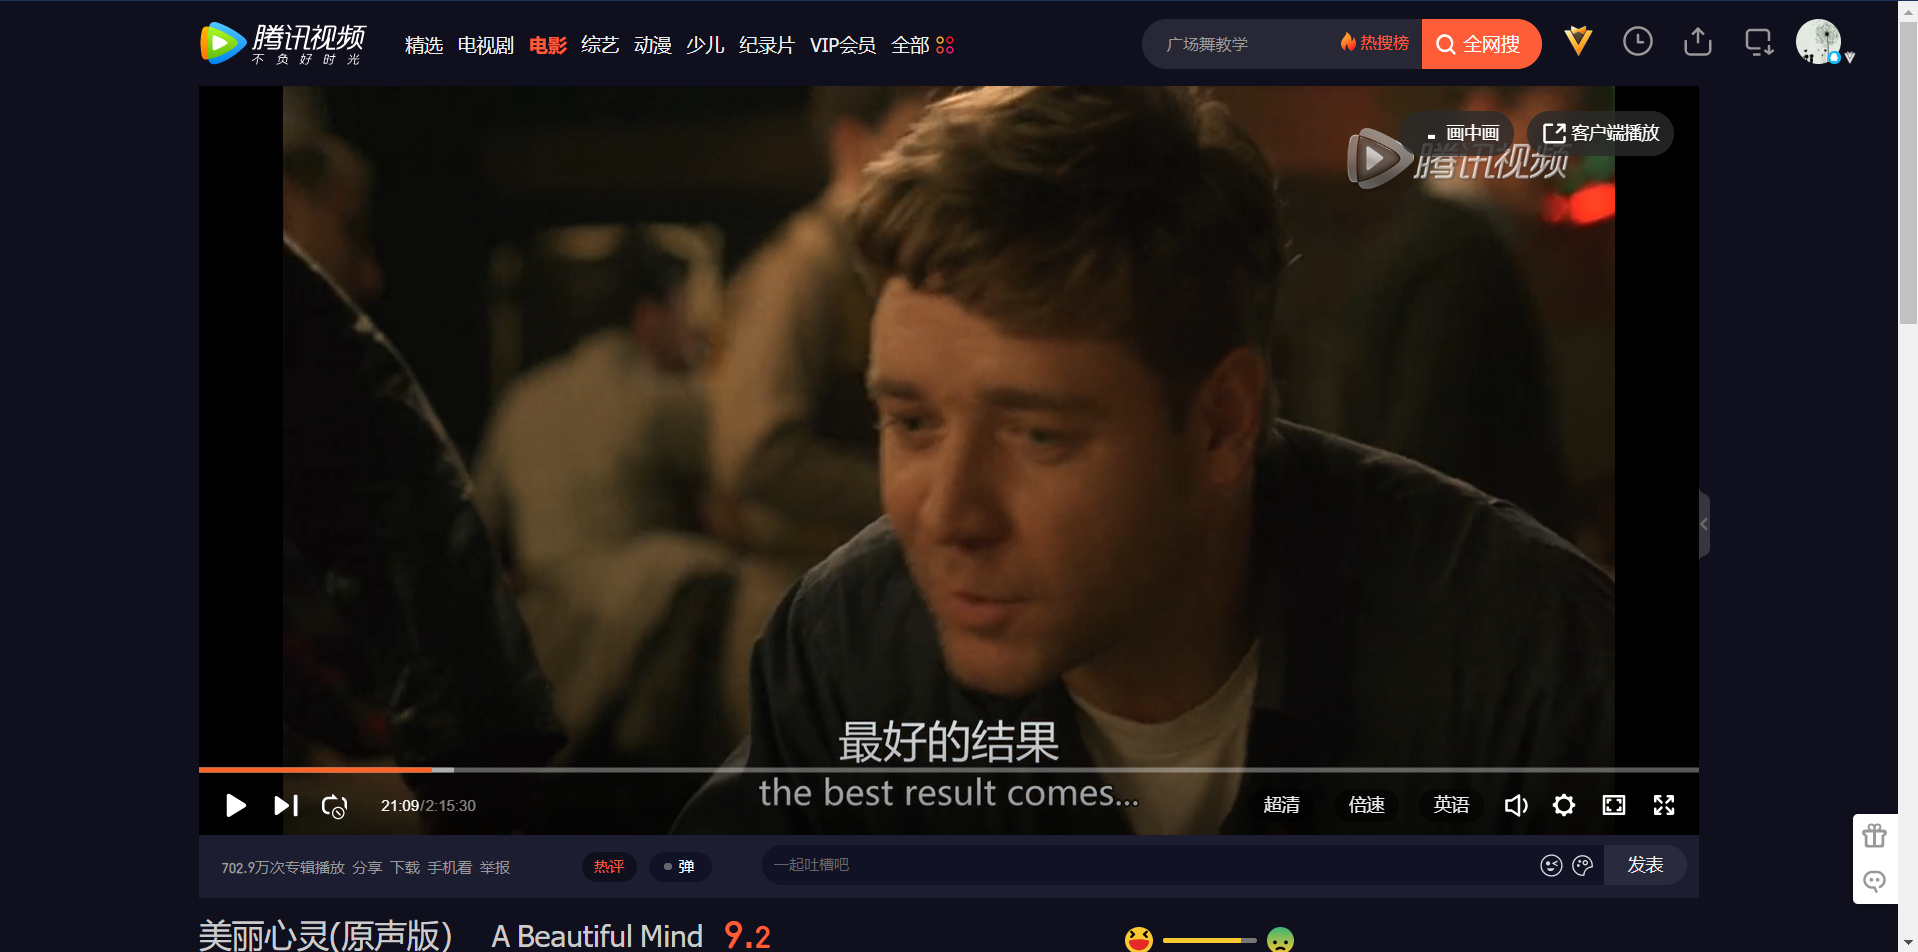 腾讯视频
不负好时光
精选 电视剧 电影 综艺 动漫 少儿 纪录片 VIP会员 全部
广场舞教学 热搜榜 全网搜
画中画 客户端播放
腾讯视频
最好的结果
the best result comes...
21:09/2:15:30 超清 倍速 英语
702.9万次专辑播放 分享 下载 手机看 举报 热评 弹 一起吐槽吧 发表
美丽心灵(原声版) A Beautiful Mind 9.2